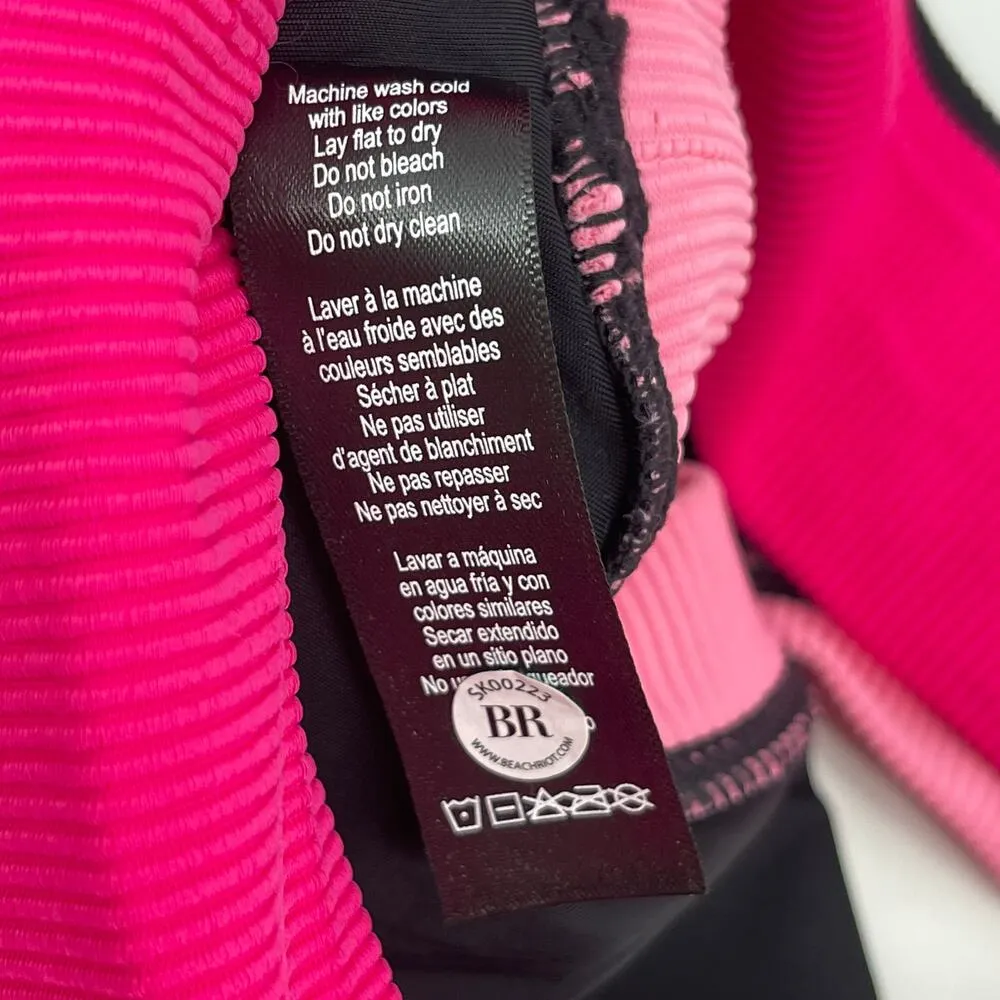 Machine wash cold
with like colors
Lay flat to dry
Do not bleach
Do not iron
Do not dry clean
Laver à la machine
à l'eau froide avec des
couleurs semblables
Sécher à plat
Ne pas utiliser
d'agent de blanchiment
Ne pas repasser
Ne pas nettoyer à sec
Lavar a máquina
en agua fría y con
colores similares
Secar extendido
en un sitio plano
No
SK00223
BR
WWW.BEACHRIOT.COM